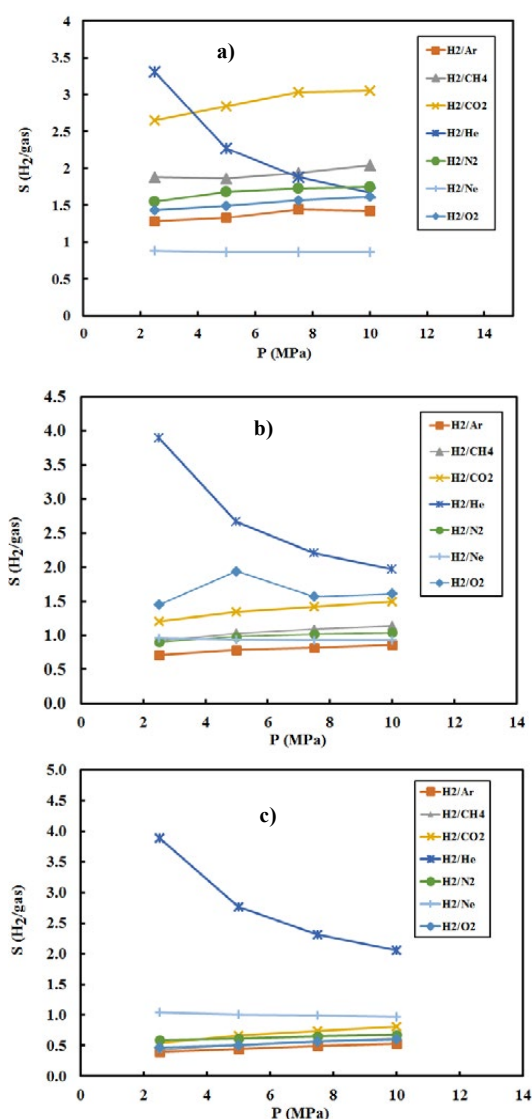 a)
S (H2/gas)
4
3.5
3
2.5
2
1.5
1
0.5
0
0 2 4 6 8 10 12 14
P (MPa)
H2/Ar
H2/CH4
H2/CO2
H2/He
H2/N2
H2/Ne
H2/O2
b)
S (H2/gas)
4.5
4.0
3.5
3.0
2.5
2.0
1.5
1.0
0.5
0.0
0 2 4 6 8 10 12 14
P (MPa)
H2/Ar
H2/CH4
H2/CO2
H2/He
H2/N2
H2/Ne
H2/O2
c)
S (H2/gas)
5.0
4.5
4.0
3.5
3.0
2.5
2.0
1.5
1.0
0.5
0.0
0 2 4 6 8 10 12 14
P (MPa)
H2/Ar
H2/CH4
H2/CO2
H2/He
H2/N2
H2/Ne
H2/O2